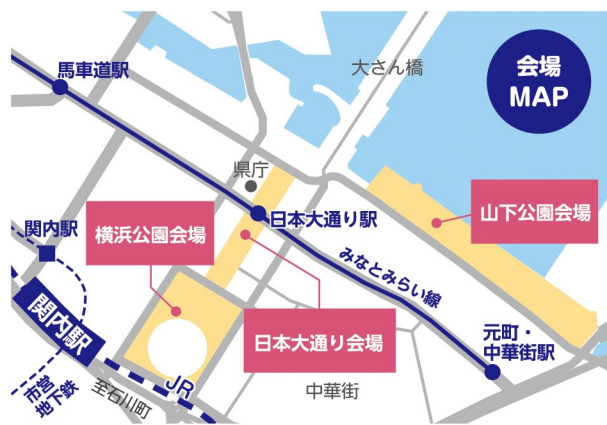 会場
MAP
大さん橋
馬車道駅
県庁
日本大通り駅
山下公園会場
関内駅
横浜公園会場
みなとみらい線
日本大通り会場
関内駅
元町・
中華街駅
市営
地下鉄
至石川町
JR
中華街